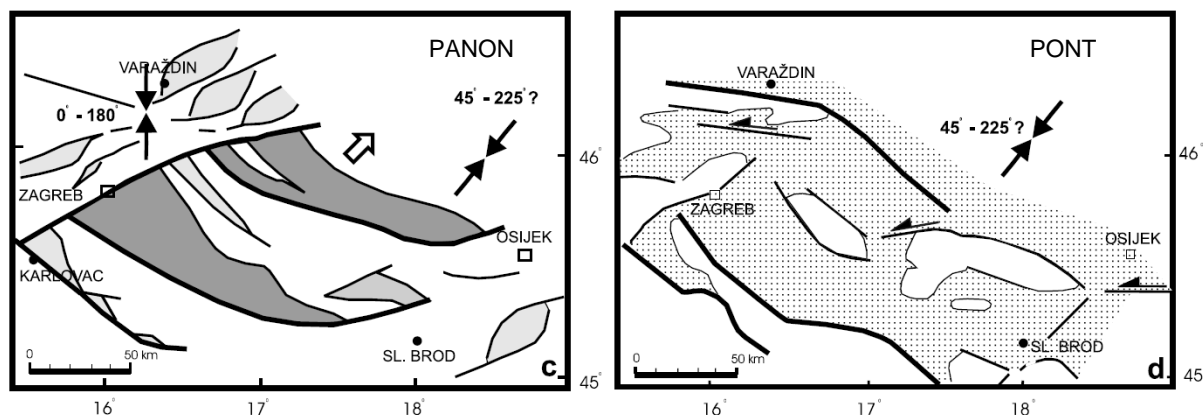 PANON
VARAŽDIN
0° - 180°
45° - 225°?
46°
ZAGREB
OSIJEK
KARLOVAC
SL. BROD
0 50 km
c
45°
16° 17° 18°
PONT
VARAŽDIN
45° - 225°?
46°
ZAGREB
OSIJEK
SL. BROD
0 50 km
d
45
16° 17° 18°